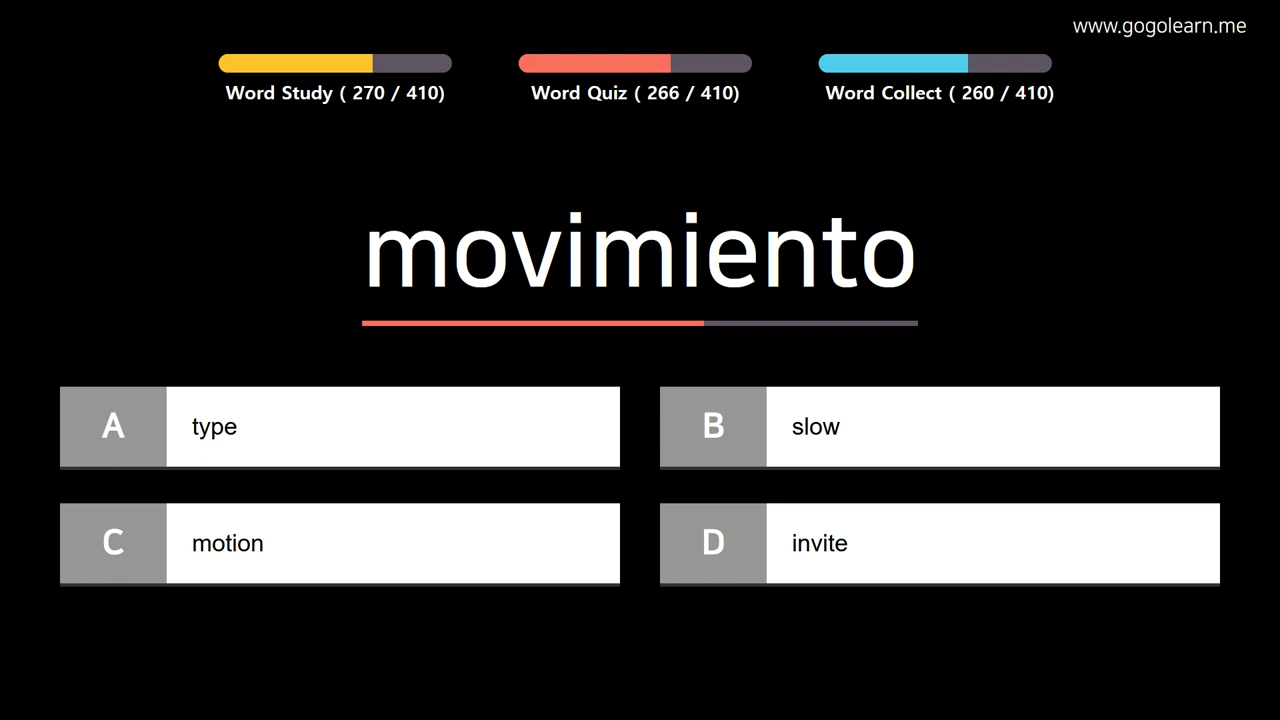 www.gogolearn.me
Word Study ( 270 / 410)
Word Quiz ( 266 / 410)
Word Collect ( 260 / 410)
movimiento
A type
B slow
C motion
D invite